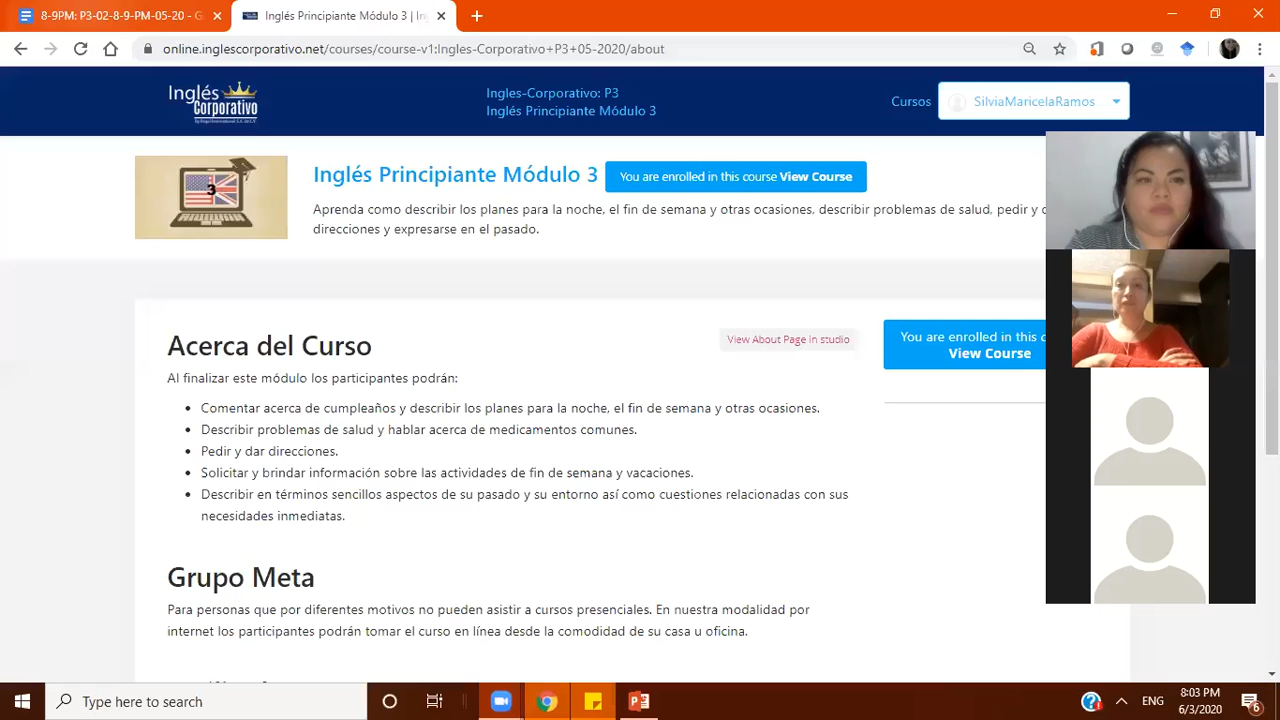 8-9PM: P3-02-8-9-PM-05-20 - G
Inglés Principiante Módulo 3 | In
online.inglescorporativo.net/courses/course-v1:Ingles-Corporativo+P3+05-2020/about
Inglés
Corporativo
Ingles-Corporativo: P3
Inglés Principiante Módulo 3
Cursos
SilviaMaricelaRamos
3
Inglés Principiante Módulo 3
You are enrolled in this course View Course
Aprenda como describir los planes para la noche, el fin de semana y otras ocasiones, describir problemas de salud, pedir y
direcciones y expresarse en el pasado.
Acerca del Curso
View About Page in studio
You are enrolled in this c
View Course
Al finalizar este módulo los participantes podrán:
Comentar acerca de cumpleaños y describir los planes para la noche, el fin de semana y otras ocasiones.
Describir problemas de salud y hablar acerca de medicamentos comunes.
Pedir y dar direcciones.
Solicitar y brindar información sobre las actividades de fin de semana y vacaciones.
Describir en términos sencillos aspectos de su pasado y su entorno así como cuestiones relacionadas con sus
necesidades inmediatas.
Grupo Meta
Para personas que por diferentes motivos no pueden asistir a cursos presenciales. En nuestra modalidad por
internet los participantes podrán tomar el curso en línea desde la comodidad de su casa u oficina.
Type here to search
ENG
8:03 PM
6/3/2020
6